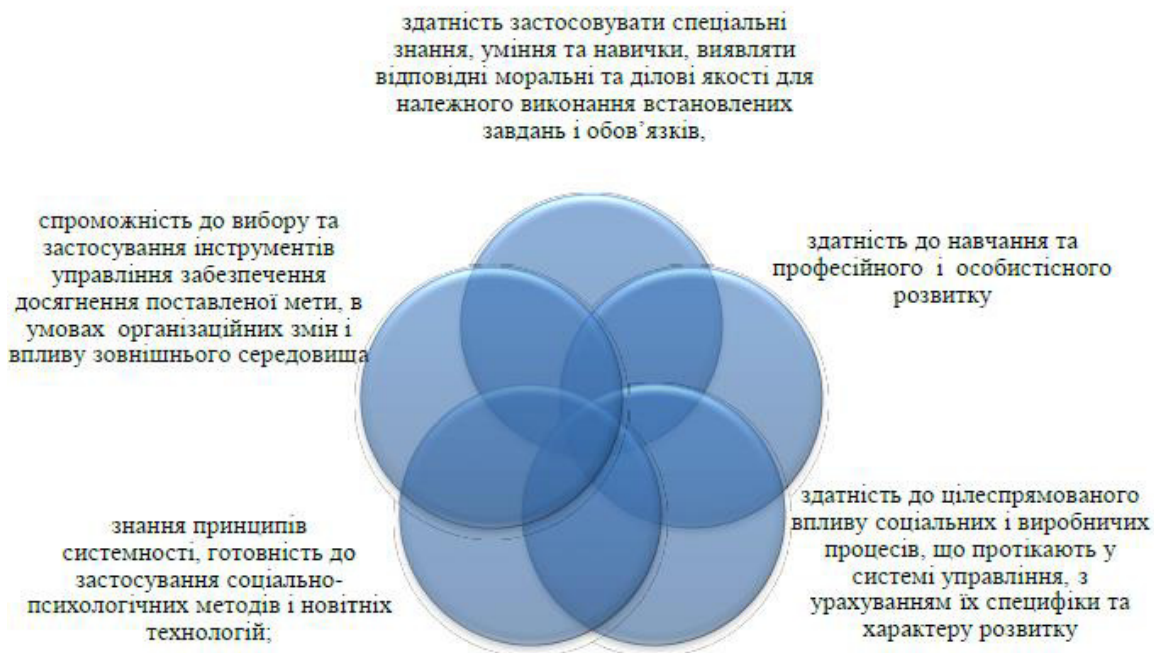 здатність застосовувати спеціальні
знання, уміння та навички, виявляти
відповідні моральні та ділові якості для
належного виконання встановлених
завдань і обов’язків,
здатність до навчання та
професійного і особистісного
розвитку
здатність до цілеспрямованого
впливу соціальних і виробничих
процесів, що протікають у
системі управління, з
урахуванням їх специфіки та
характеру розвитку
знання принципів
системності, готовність до
застосування соціально-
психологічних методів і новітніх
технологій;
спроможність до вибору та
застосування інструментів
управління забезпечення
досягнення поставленої мети, в
умовах організаційних змін і
впливу зовнішнього середовища